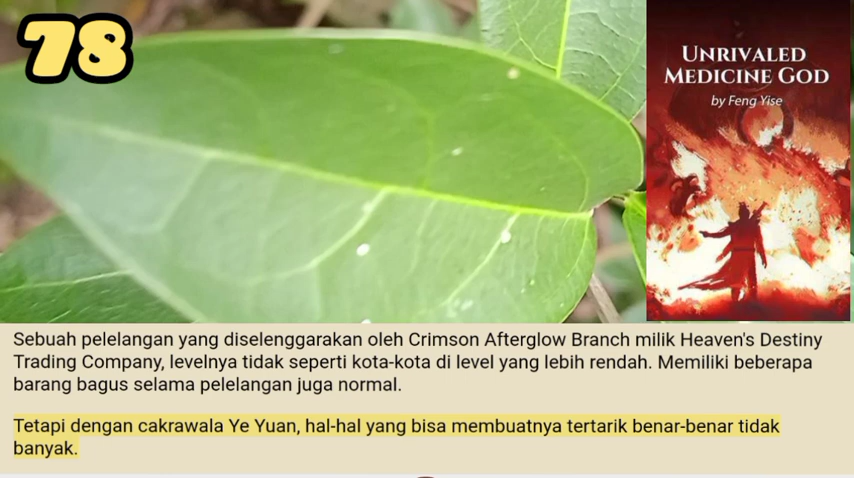 78
UNRIVALED
MEDICINE GOD
by Feng Yise
Sebuah pelelangan yang diselenggarakan oleh Crimson Afterglow Branch milik Heaven's Destiny
Trading Company, levelnya tidak seperti kota-kota di level yang lebih rendah. Memiliki beberapa
barang bagus selama pelelangan juga normal.
Tetapi dengan cakrawala Ye Yuan, hal-hal yang bisa membuatnya tertarik benar-benar tidak
banyak.